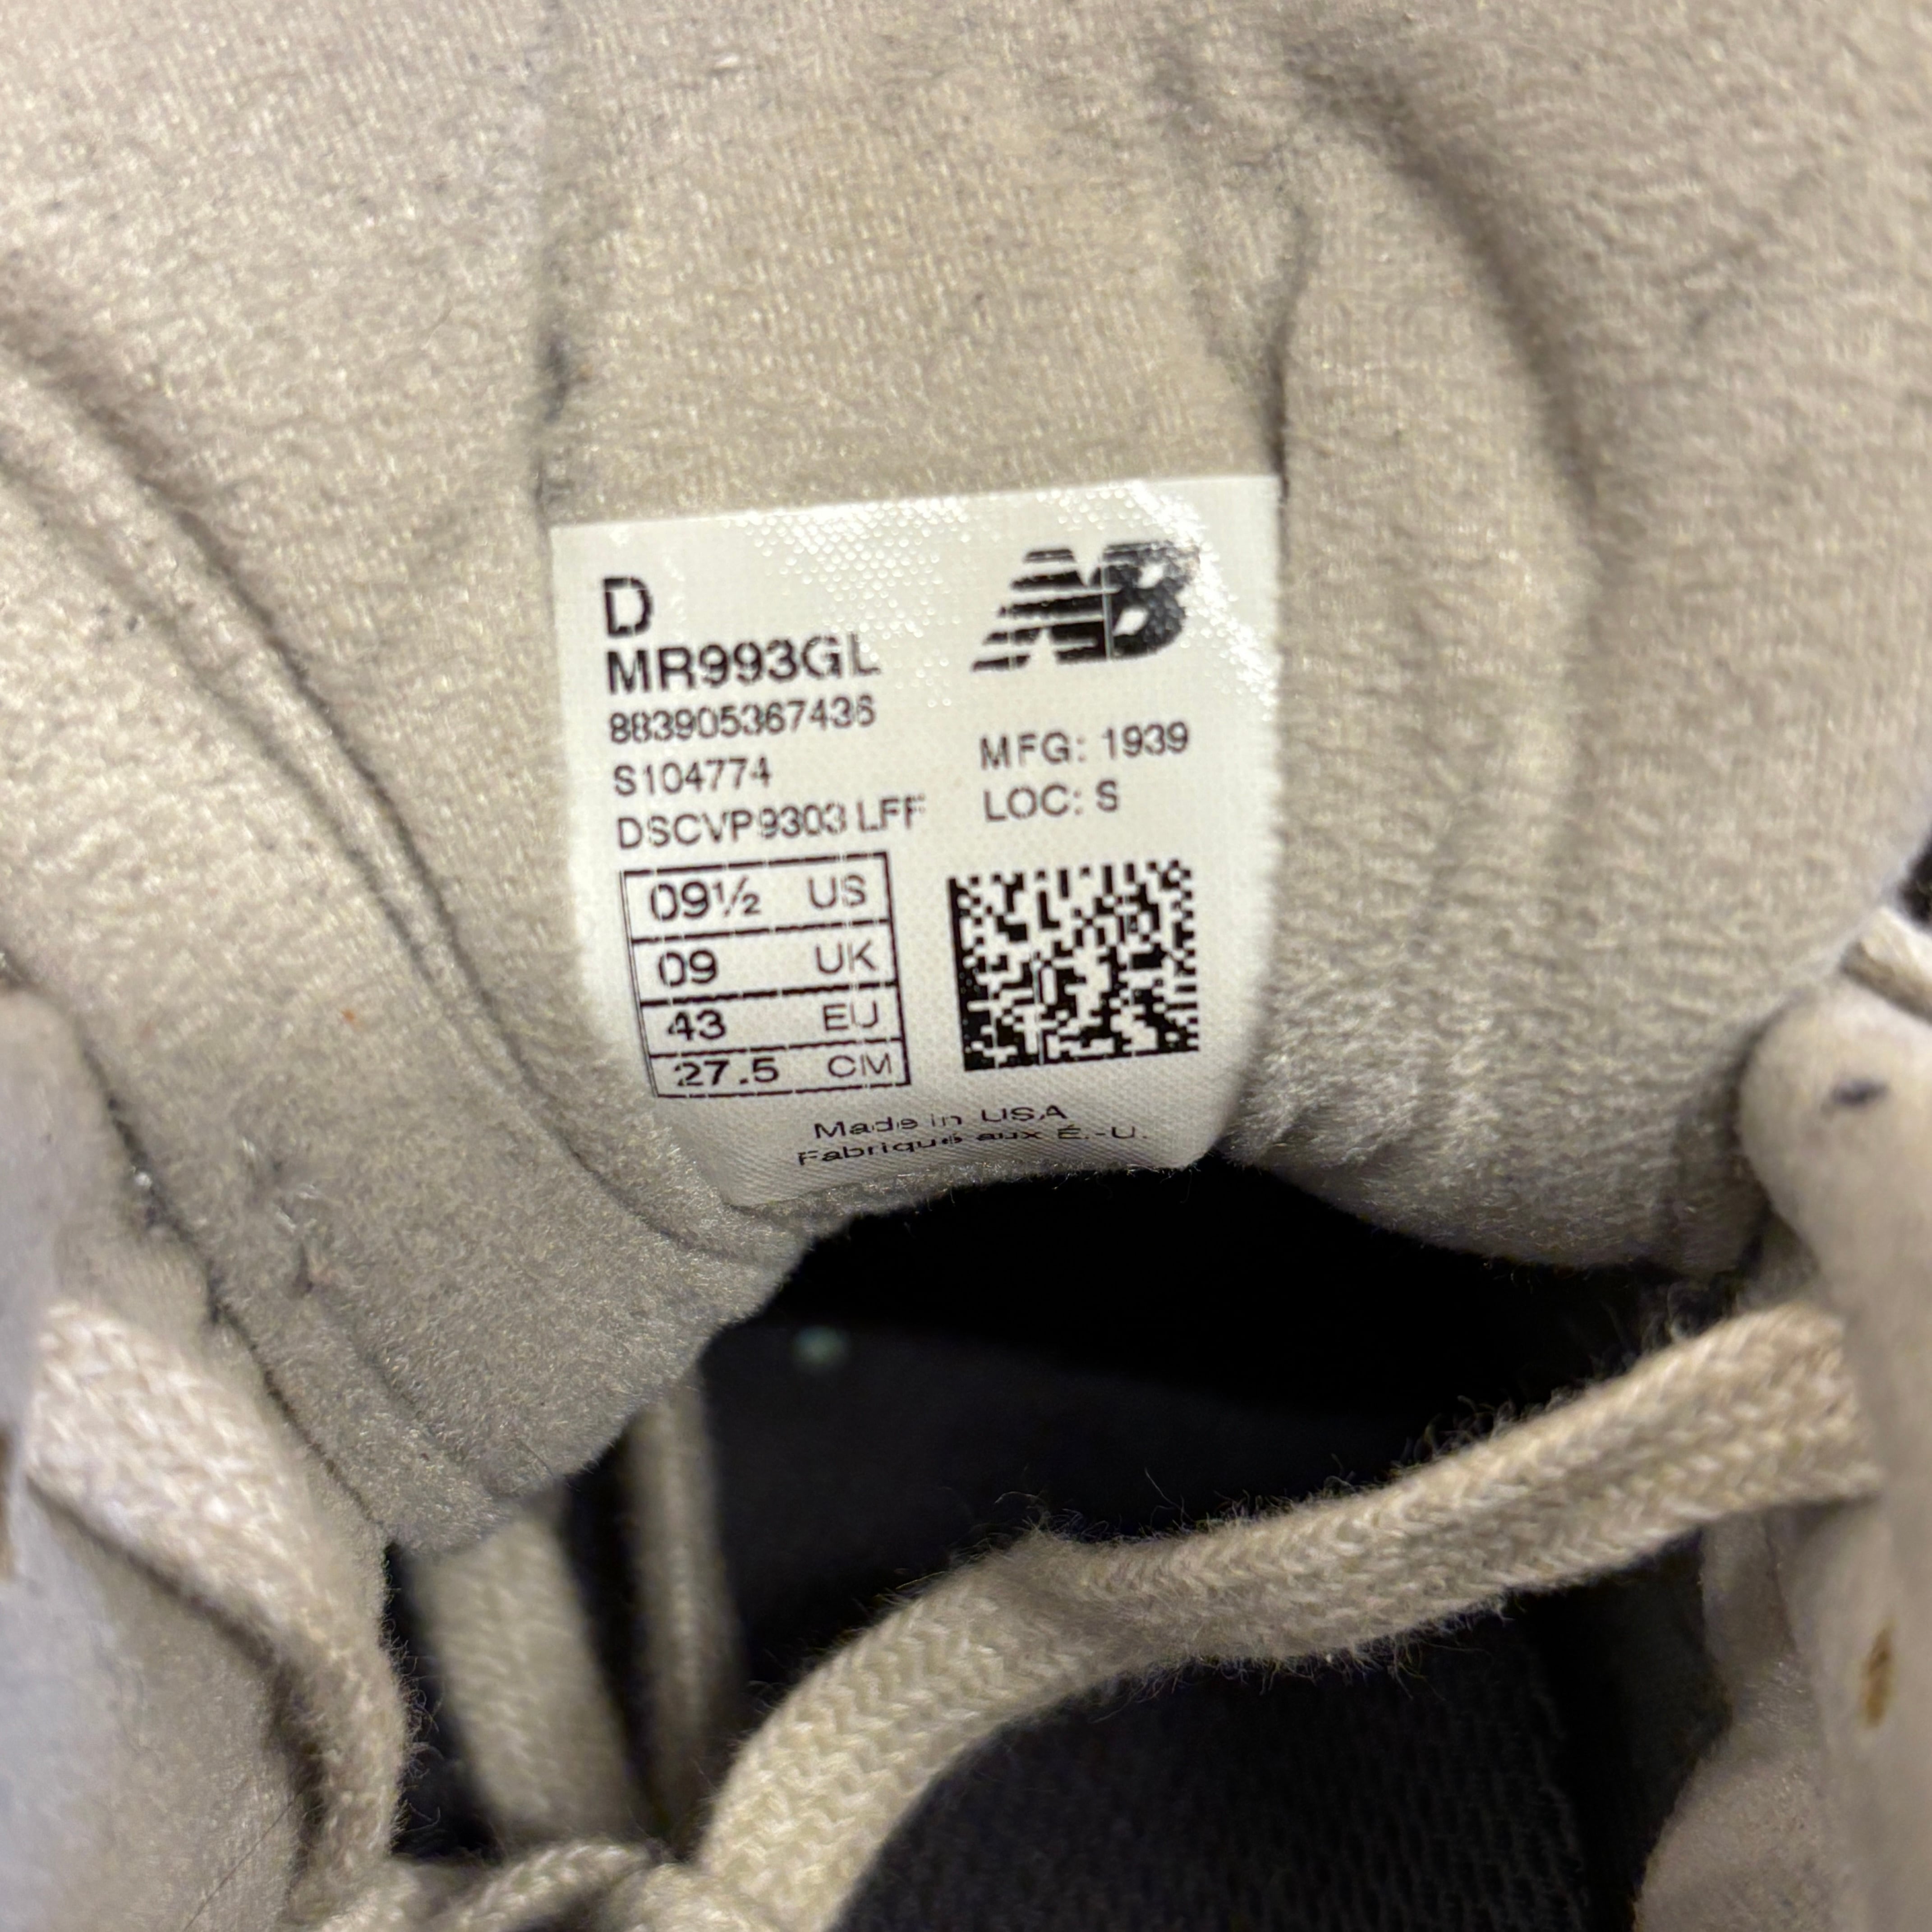 D
NB
MR993GL
883905367436
S104774
MFG: 1939
DSCVP9303 LFF
LOC: S
09½ US
09 UK
43 EU
27.5 CM
Made in USA
Fabriqué aux É.-U.